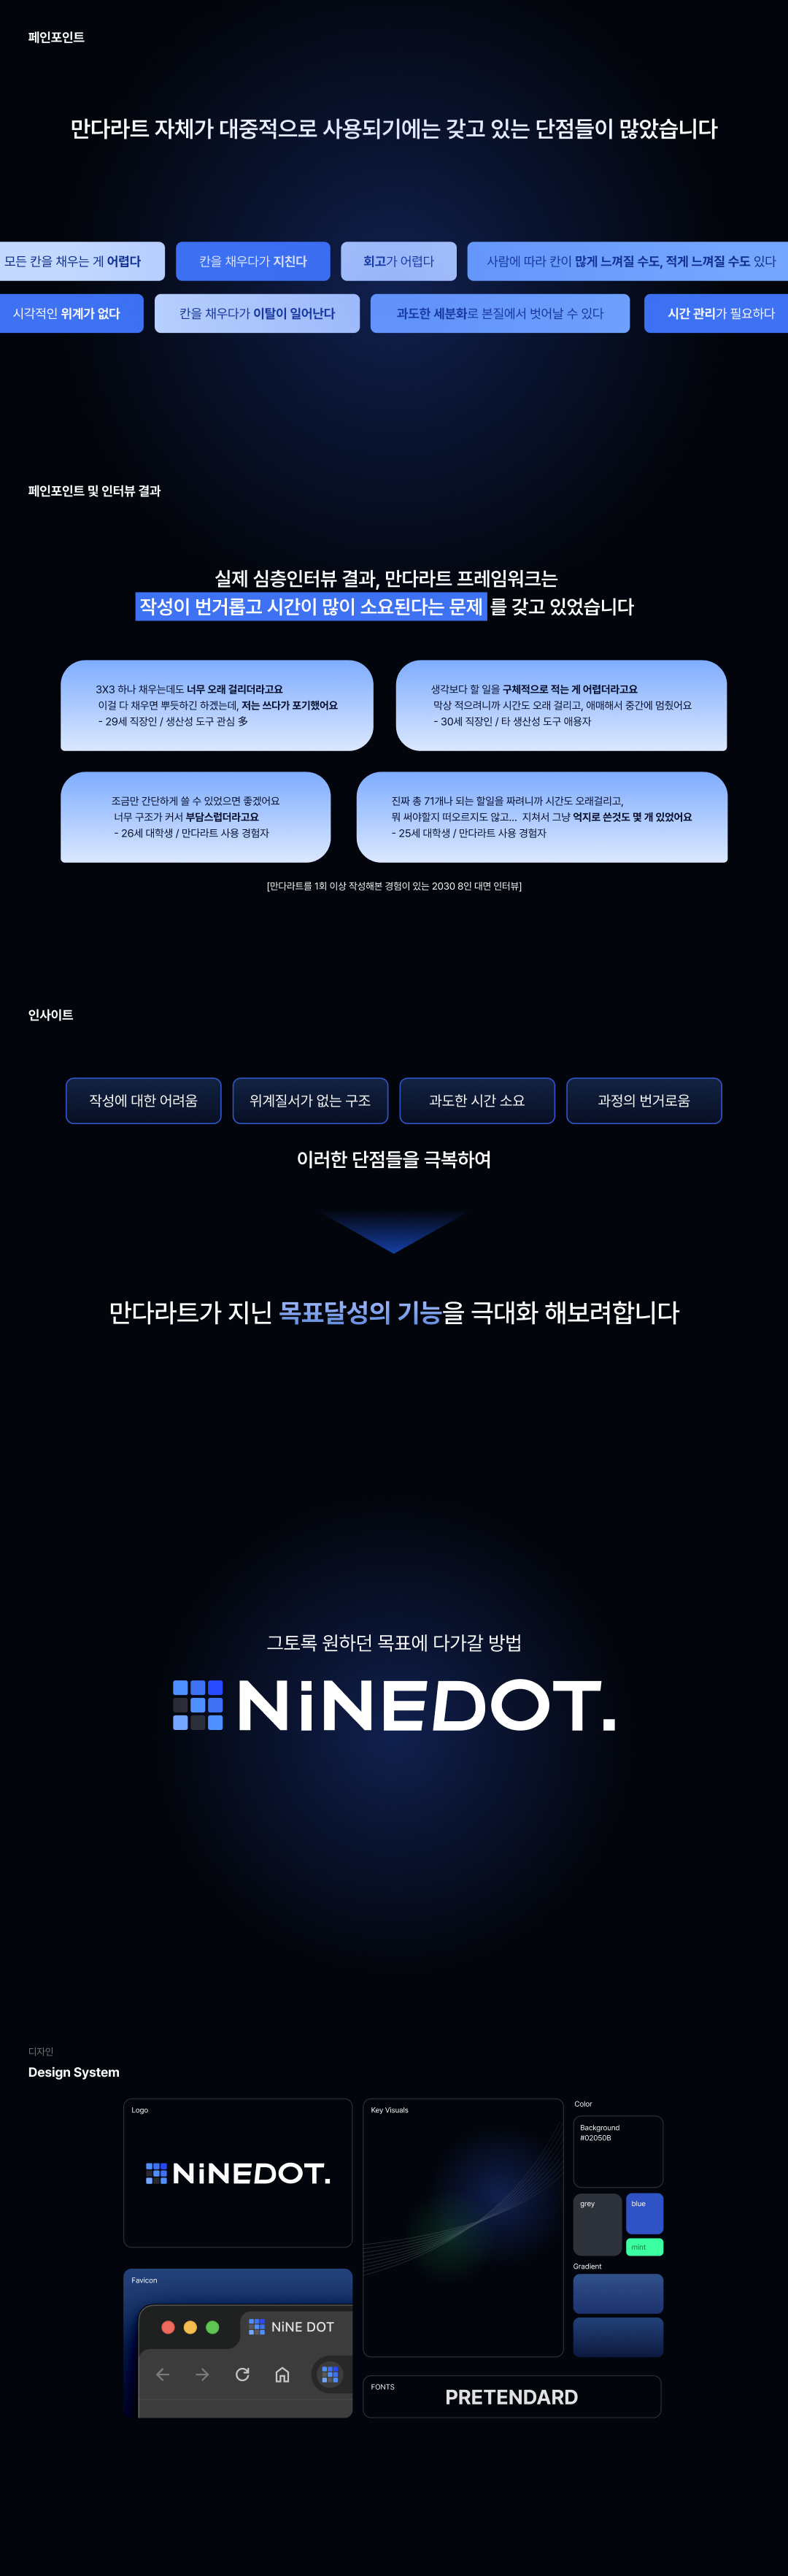 페인포인트
만다라트 자체가 대중적으로 사용되기에는 갖고 있는 단점들이 많았습니다
모든 칸을 채우는 게 어렵다
칸을 채우다가 지친다
회고가 어렵다
사람에 따라 칸이 많게 느껴질 수도, 적게 느껴질 수도 있다
시각적인 위계가 없다
칸을 채우다가 이탈이 일어난다
과도한 세분화로 본질에서 벗어날 수 있다
시간 관리가 필요하다
페인포인트 및 인터뷰 결과
실제 심층인터뷰 결과, 만다라트 프레임워크는
작성이 번거롭고 시간이 많이 소요된다는 문제 를 갖고 있었습니다
3X3 하나 채우는데도 너무 오래 걸리더라고요
이걸 다 채우면 뿌듯하긴 하겠는데, 저는 쓰다가 포기했어요
- 29세 직장인 / 생산성 도구 관심 多
생각보다 할 일을 구체적으로 적는 게 어렵더라고요
막상 적으려니까 시간도 오래 걸리고, 애매해서 중간에 멈췄어요
- 30세 직장인 / 타 생산성 도구 애용자
조금만 간단하게 쓸 수 있었으면 좋겠어요
너무 구조가 커서 부담스럽더라고요
- 26세 대학생 / 만다라트 사용 경험자
진짜 총 71개나 되는 할일을 짜려니까 시간도 오래걸리고,
뭐 써야할지 떠오르지도 않고... 지쳐서 그냥 억지로 쓴것도 몇 개 있었어요
- 25세 대학생 / 만다라트 사용 경험자
[만다라트를 1회 이상 작성해본 경험이 있는 2030 8인 대면 인터뷰]
인사이트
작성에 대한 어려움
위계질서가 없는 구조
과도한 시간 소요
과정의 번거로움
이러한 단점들을 극복하여
만다라트가 지닌 목표달성의 기능을 극대화 해보려합니다
그토록 원하던 목표에 다가갈 방법
NiNEDOT.
디자인
Design System
Logo
NiNEDOT.
Key Visuals
Color
Background
#02050B
grey
blue
mint
Gradient
Favicon
NiNE DOT
FONTS
PRETENDARD